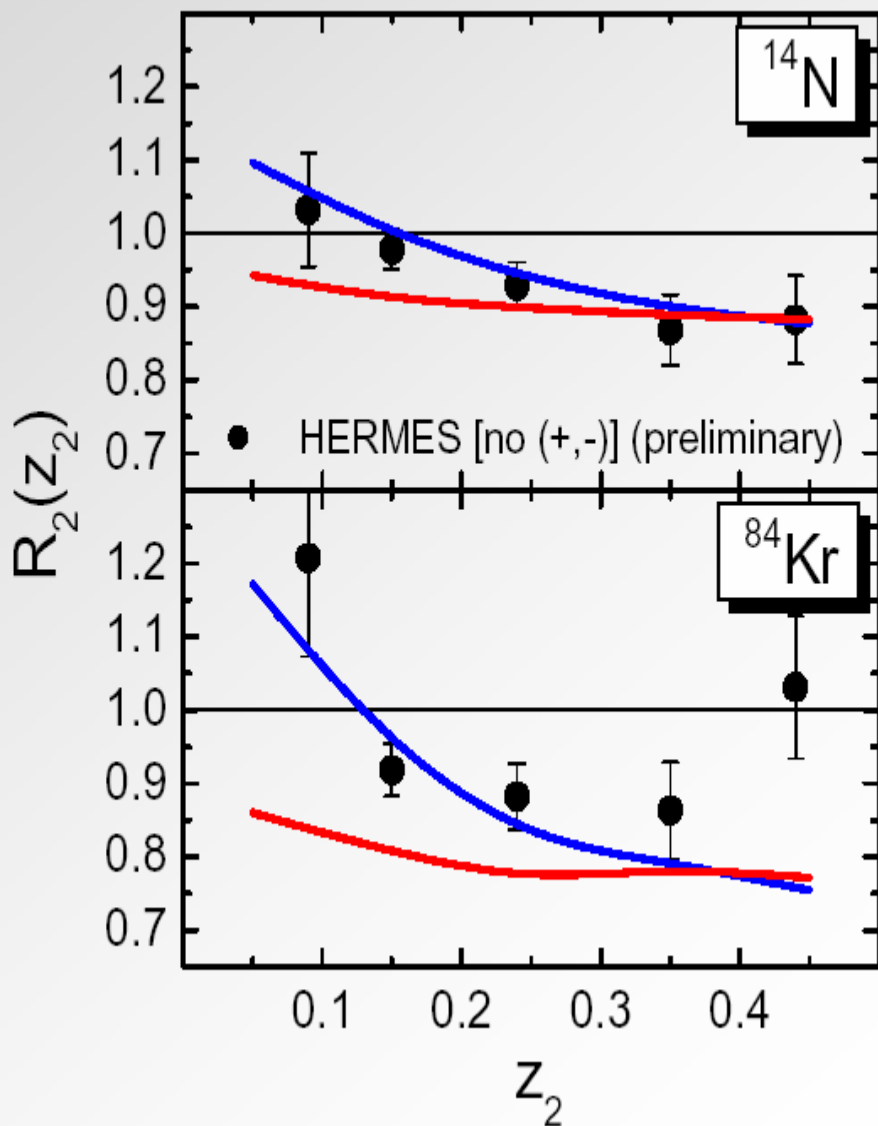 1.2
1.1
1.0
0.9
0.8
0.7
¹⁴N
HERMES [no (+,-)] (preliminary)
R₂(z₂)
1.2
1.1
1.0
0.9
0.8
0.7
⁸⁴Kr
0.1 0.2 0.3 0.4
z₂